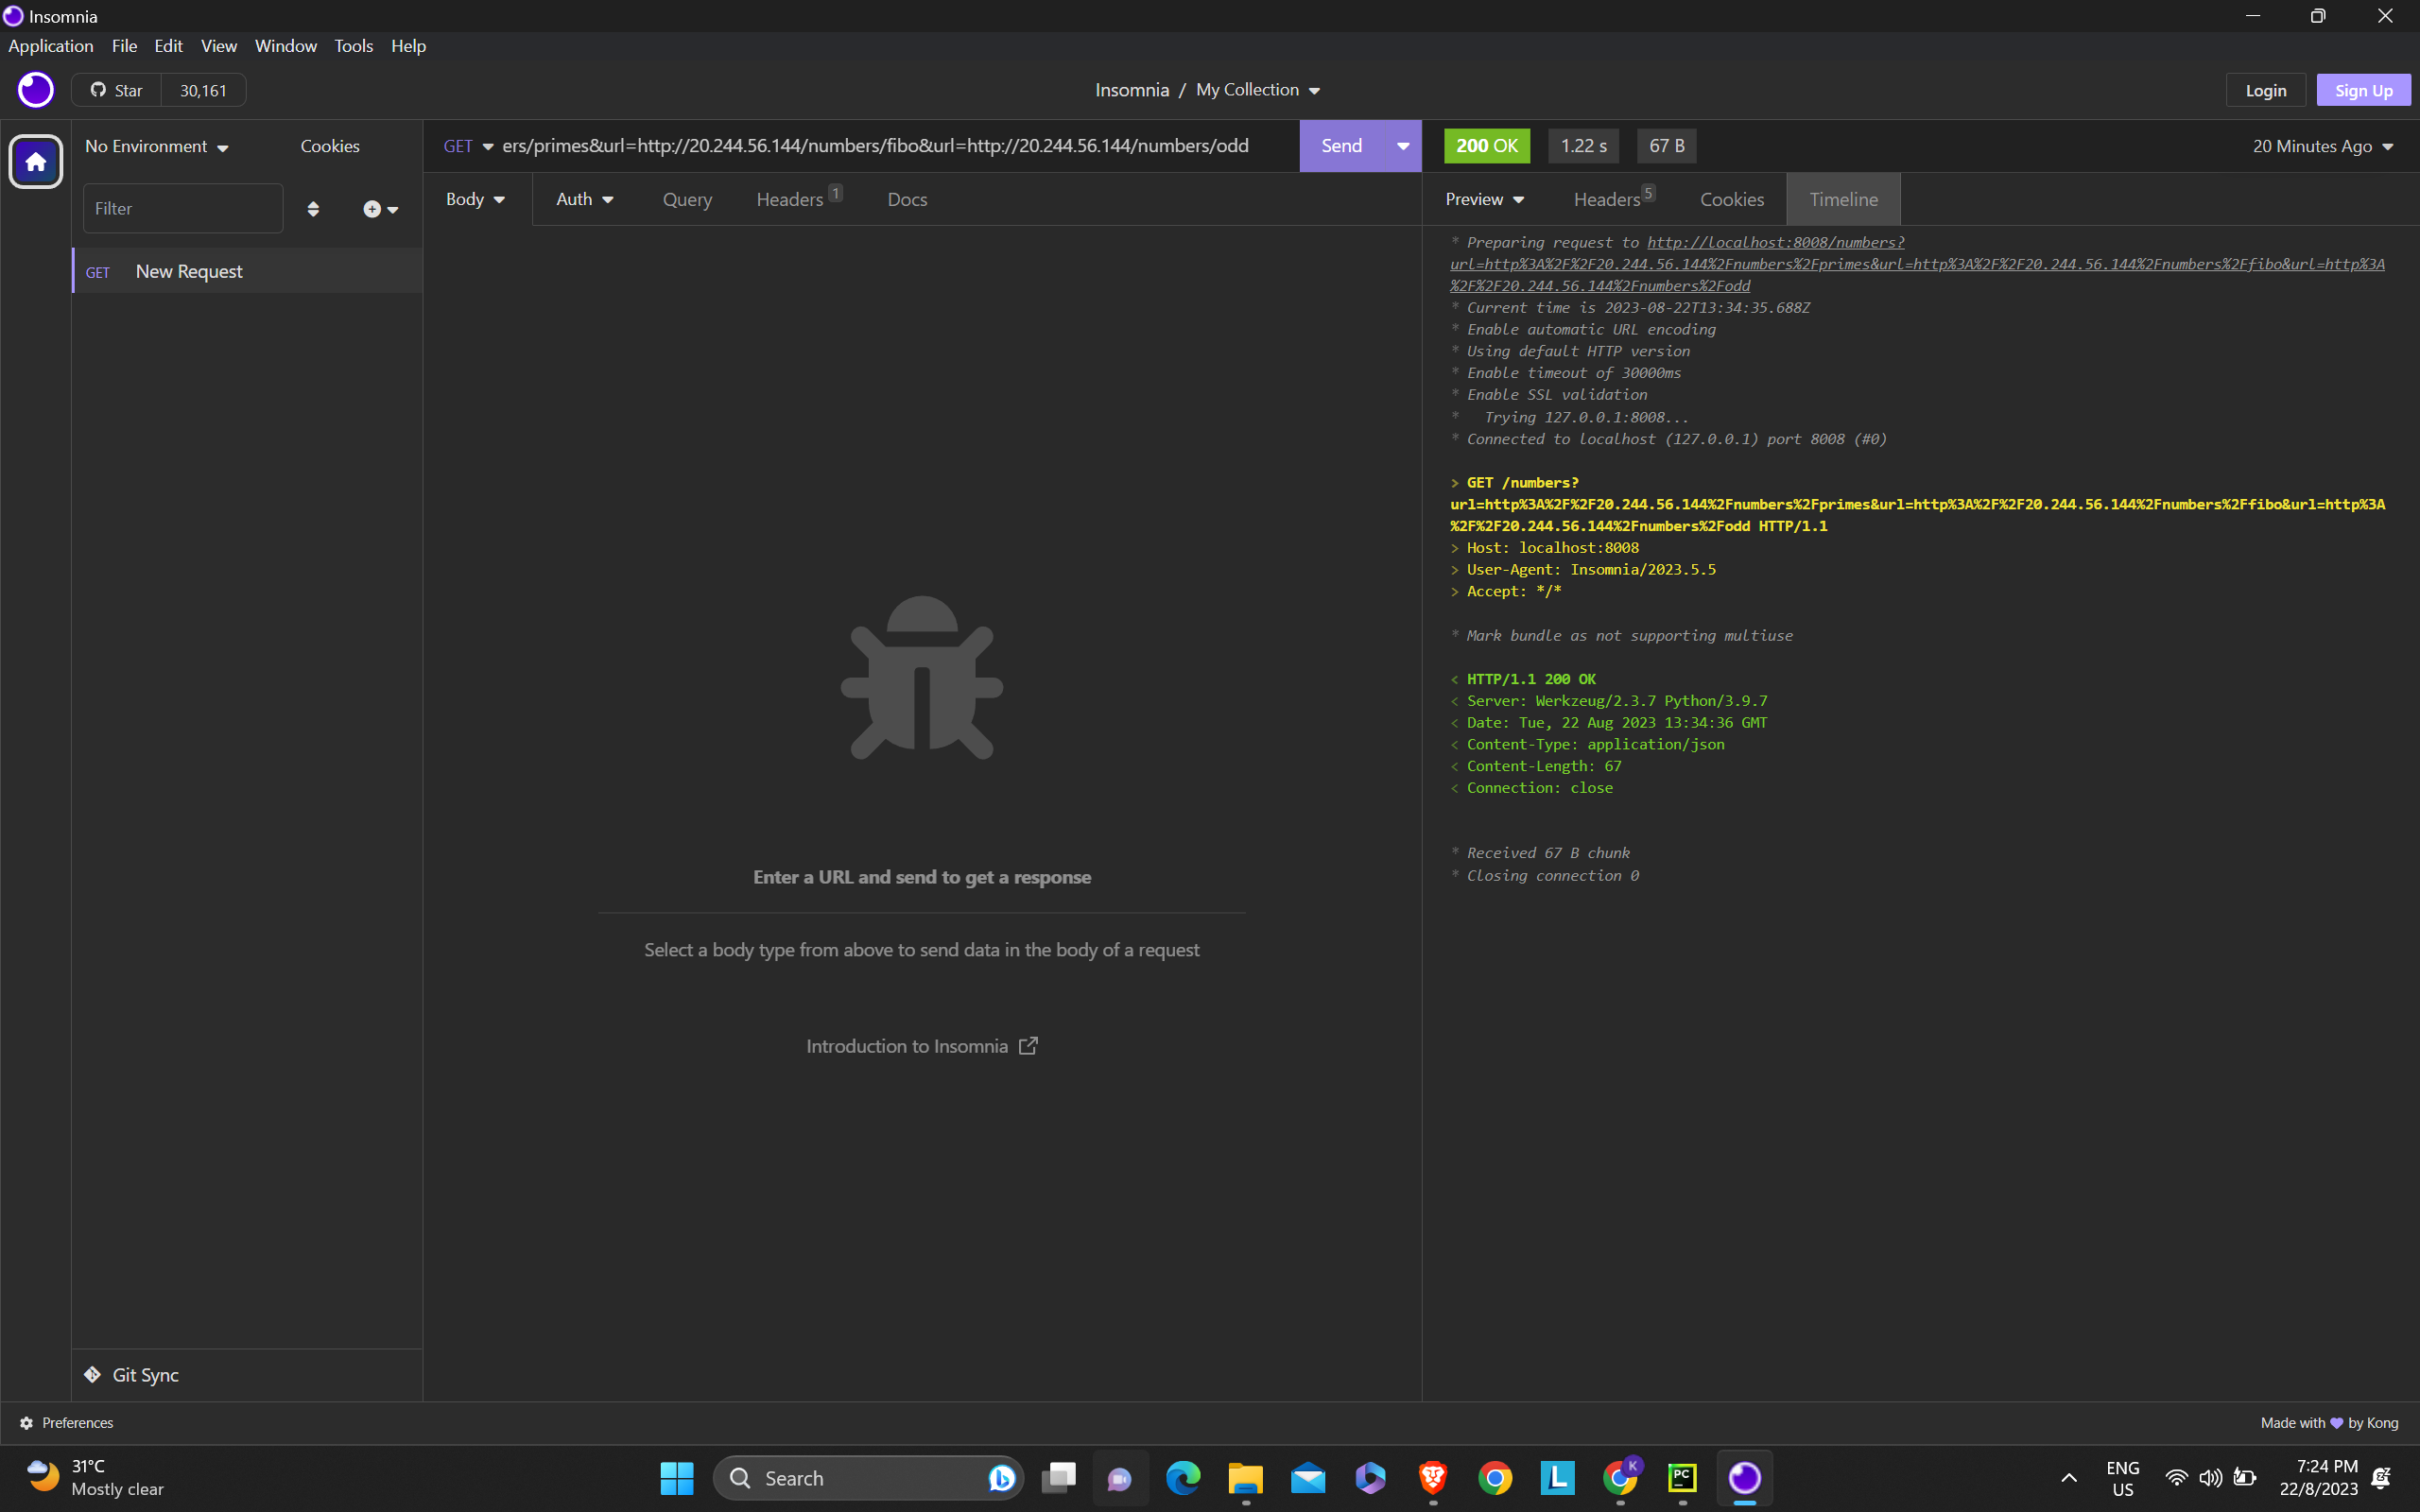 Insomnia
Application File Edit View Window Tools Help
Star 30,161
Insomnia / My Collection
Login Sign Up
No Environment Cookies
GET ers/primes&url=http://20.244.56.144/numbers/fibo&url=http://20.244.56.144/numbers/odd
Send
200 OK 1.22 s 67 B
20 Minutes Ago
Filter
Body Auth Query Headers 1 Docs
Preview Headers 5 Cookies Timeline
GET New Request
* Preparing request to http://localhost:8008/numbers?
url=http%3A%2F%2F20.244.56.144%2Fnumbers%2Fprimes&url=http%3A%2F%2F20.244.56.144%2Fnumbers%2Ffibo&url=http%3A
%2F%2F20.244.56.144%2Fnumbers%2Fodd
* Current time is 2023-08-22T13:34:35.688Z
* Enable automatic URL encoding
* Using default HTTP version
* Enable timeout of 30000ms
* Enable SSL validation
* Trying 127.0.0.1:8008...
* Connected to localhost (127.0.0.1) port 8008 (#0)
> GET /numbers?
url=http%3A%2F%2F20.244.56.144%2Fnumbers%2Fprimes&url=http%3A%2F%2F20.244.56.144%2Fnumbers%2Ffibo&url=http%3A
%2F%2F20.244.56.144%2Fnumbers%2Fodd HTTP/1.1
> Host: localhost:8008
> User-Agent: Insomnia/2023.5.5
> Accept: */*
* Mark bundle as not supporting multiuse
< HTTP/1.1 200 OK
< Server: Werkzeug/2.3.7 Python/3.9.7
< Date: Tue, 22 Aug 2023 13:34:36 GMT
< Content-Type: application/json
< Content-Length: 67
< Connection: close
* Received 67 B chunk
* Closing connection 0
Enter a URL and send to get a response
Select a body type from above to send data in the body of a request
Introduction to Insomnia
Git Sync
Preferences
Made with 💜 by Kong
31°C
Mostly clear
Search
L
K
PC
ENG
US
7:24 PM
22/8/2023